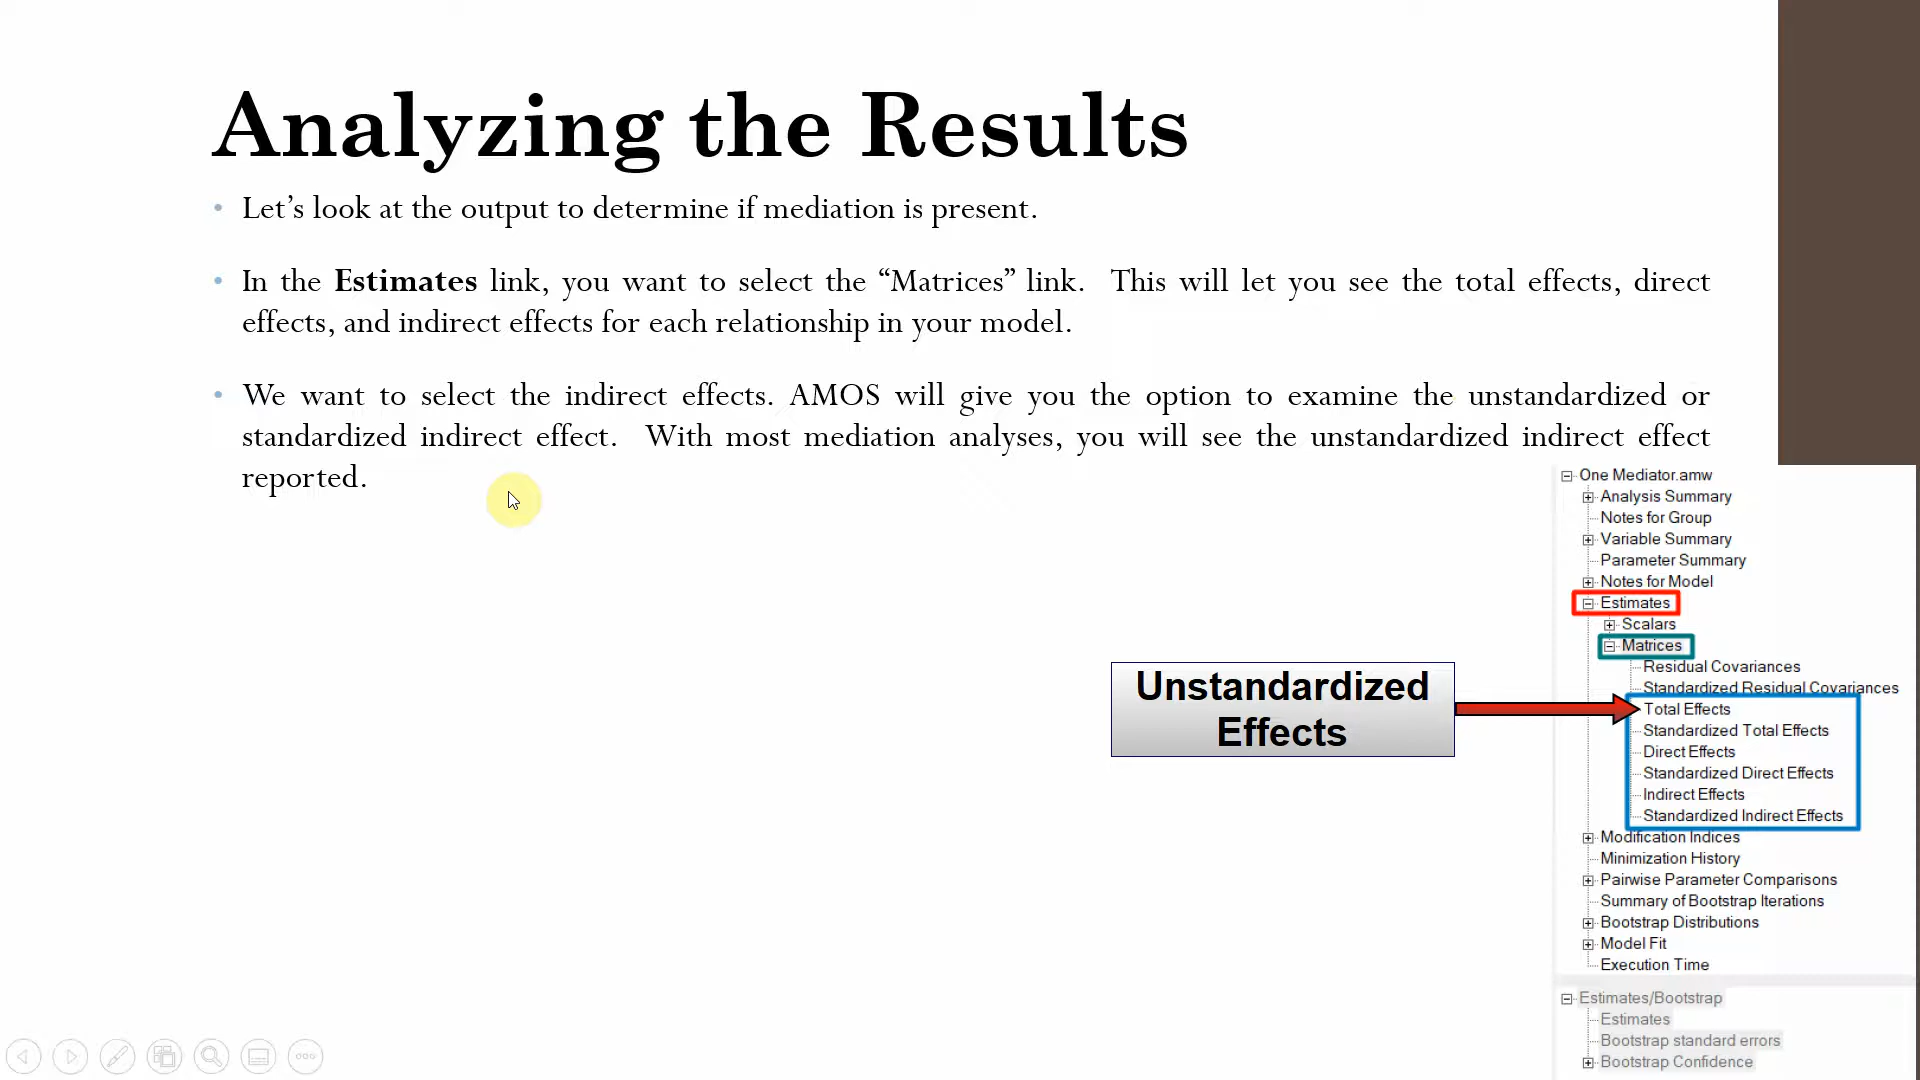 Analyzing the Results
• Let’s look at the output to determine if mediation is present.
• In the Estimates link, you want to select the “Matrices” link. This will let you see the total effects, direct
effects, and indirect effects for each relationship in your model.
• We want to select the indirect effects. AMOS will give you the option to examine the unstandardized or
standardized indirect effect. With most mediation analyses, you will see the unstandardized indirect effect
reported.
Unstandardized
Effects
One Mediator.amw
Analysis Summary
Notes for Group
Variable Summary
Parameter Summary
Notes for Model
Estimates
Scalars
Matrices
Residual Covariances
Standardized Residual Covariances
Total Effects
Standardized Total Effects
Direct Effects
Standardized Direct Effects
Indirect Effects
Standardized Indirect Effects
Modification Indices
Minimization History
Pairwise Parameter Comparisons
Summary of Bootstrap Iterations
Bootstrap Distributions
Model Fit
Execution Time
Estimates/Bootstrap
Estimates
Bootstrap standard errors
Bootstrap Confidence